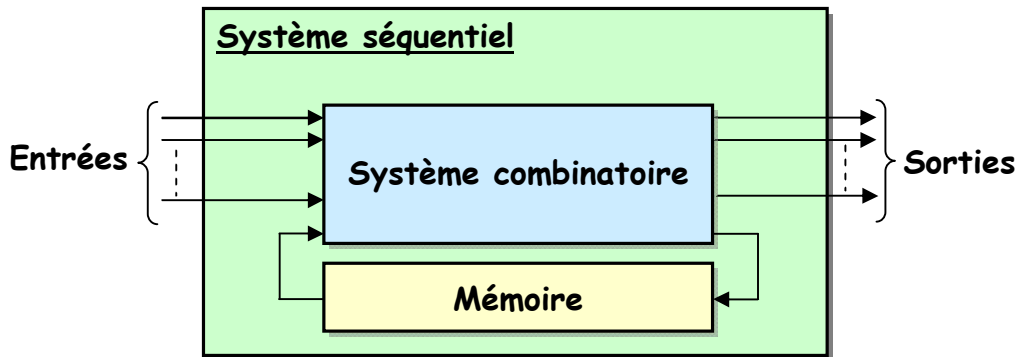 Système séquentiel
Entrées
Système combinatoire
Sorties
Mémoire